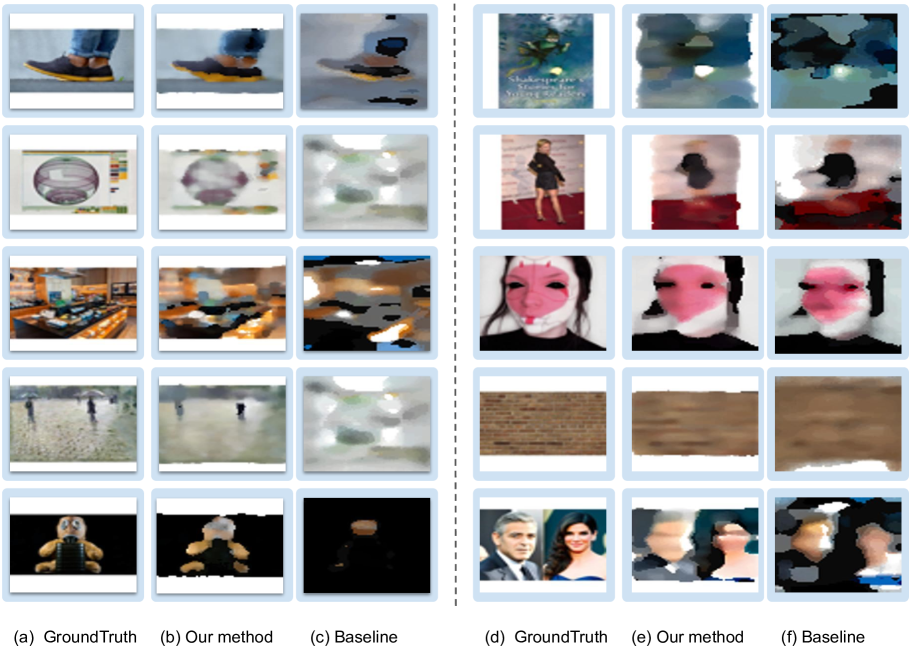 Shakespeare's
Stories for
Young Readers
(a) GroundTruth
(b) Our method
(c) Baseline
(d) GroundTruth
(e) Our method
(f) Baseline